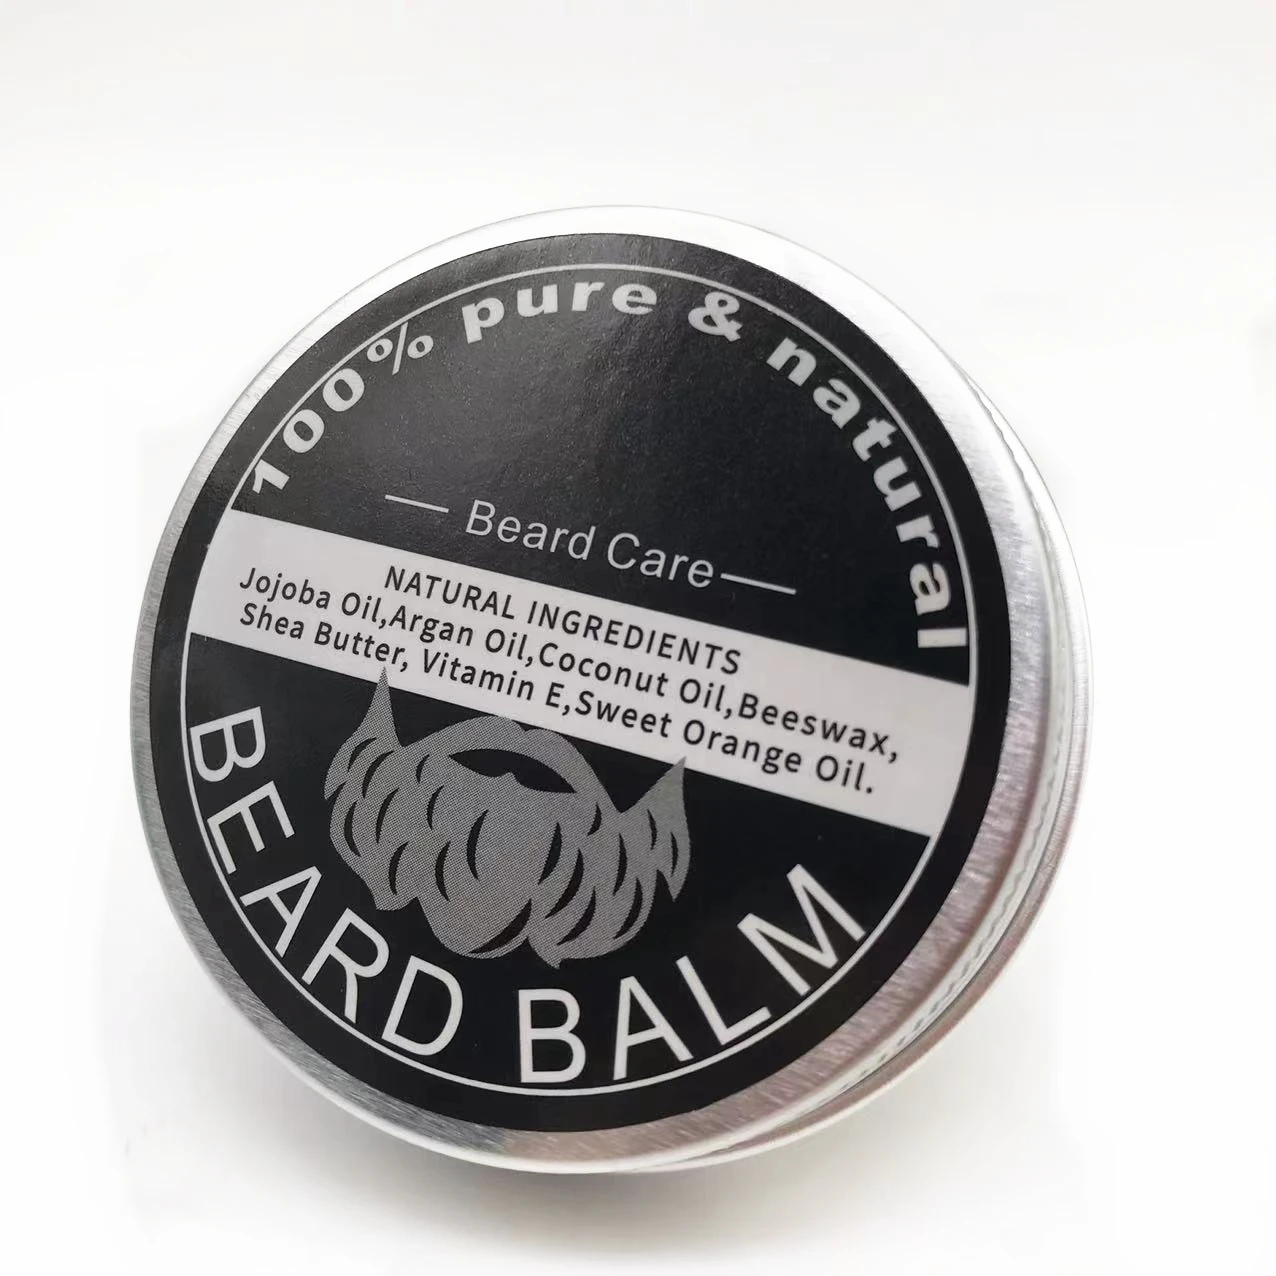 100% pure & natural
Beard Care
NATURAL INGREDIENTS
Jojoba Oil,Argan Oil,Coconut Oil,Beeswax,
Shea Butter, Vitamin E,Sweet Orange Oil.
BEARD BALM